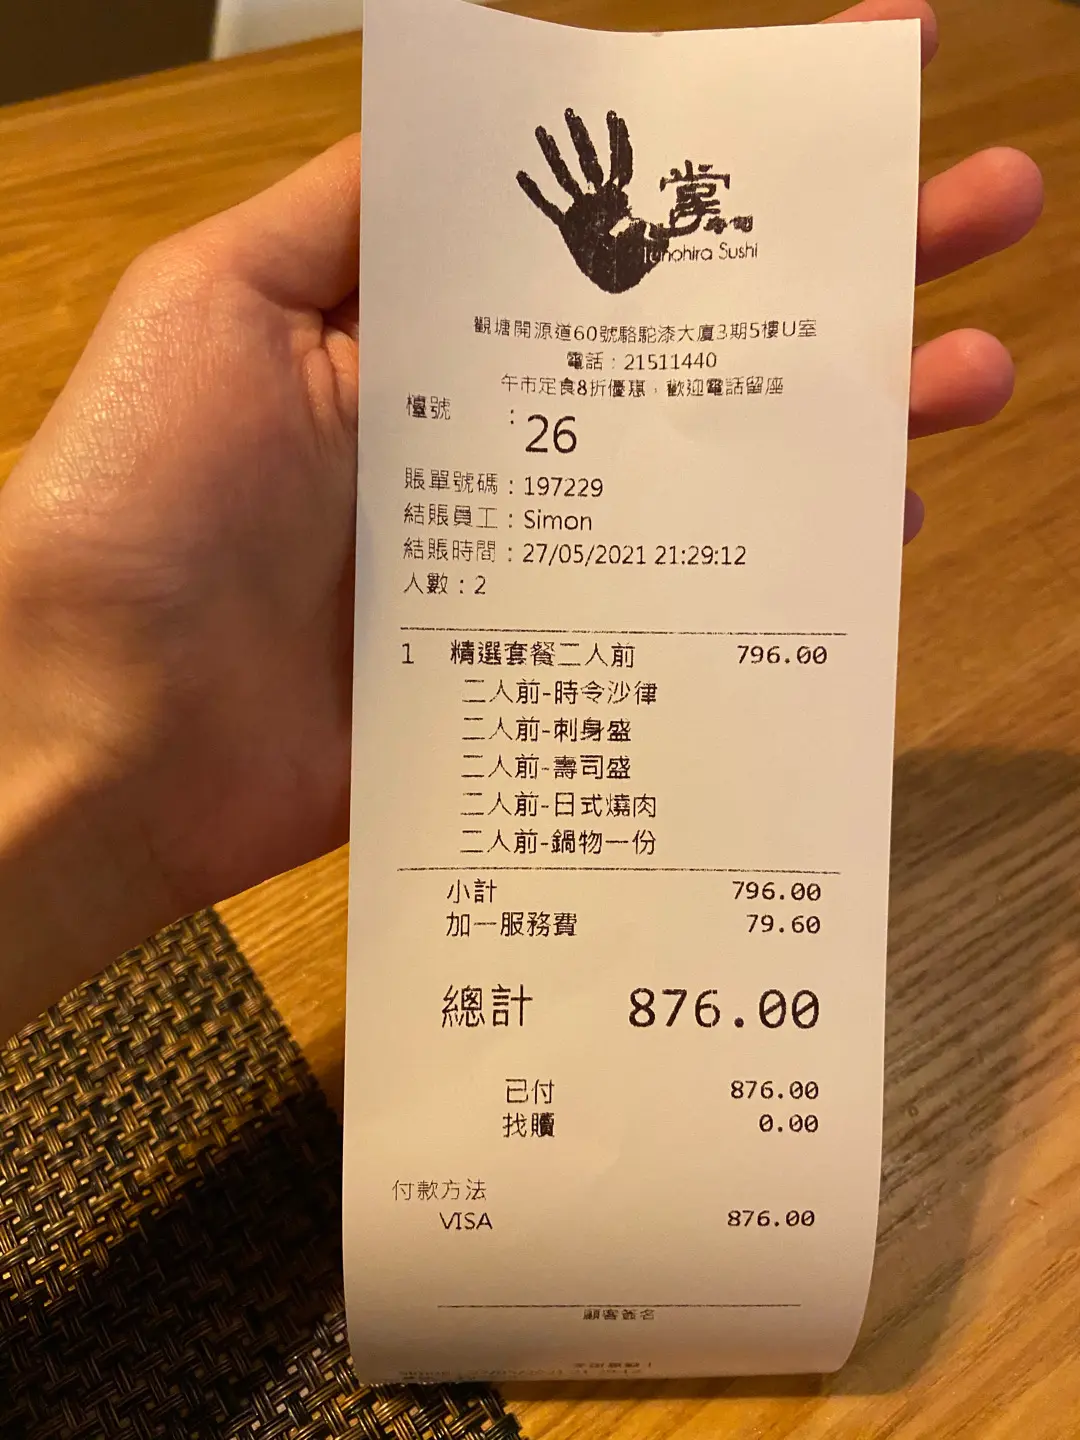 掌
Tanohira Sushi
觀塘開源道60號駱駝漆大廈3期5樓U室
電話：21511440
午市定食8折優惠，歡迎電話留座
檯號 : 26
賬單號碼：197229
結賬員工：Simon
結賬時間：27/05/2021 21:29:12
人數：2
1 精選套餐二人前 796.00
二人前-時令沙律
二人前-刺身盛
二人前-壽司盛
二人前-日式燒肉
二人前-鍋物一份
小計 796.00
加一服務費 79.60
總計 876.00
已付 876.00
找贖 0.00
付款方法
VISA 876.00
顧客簽名